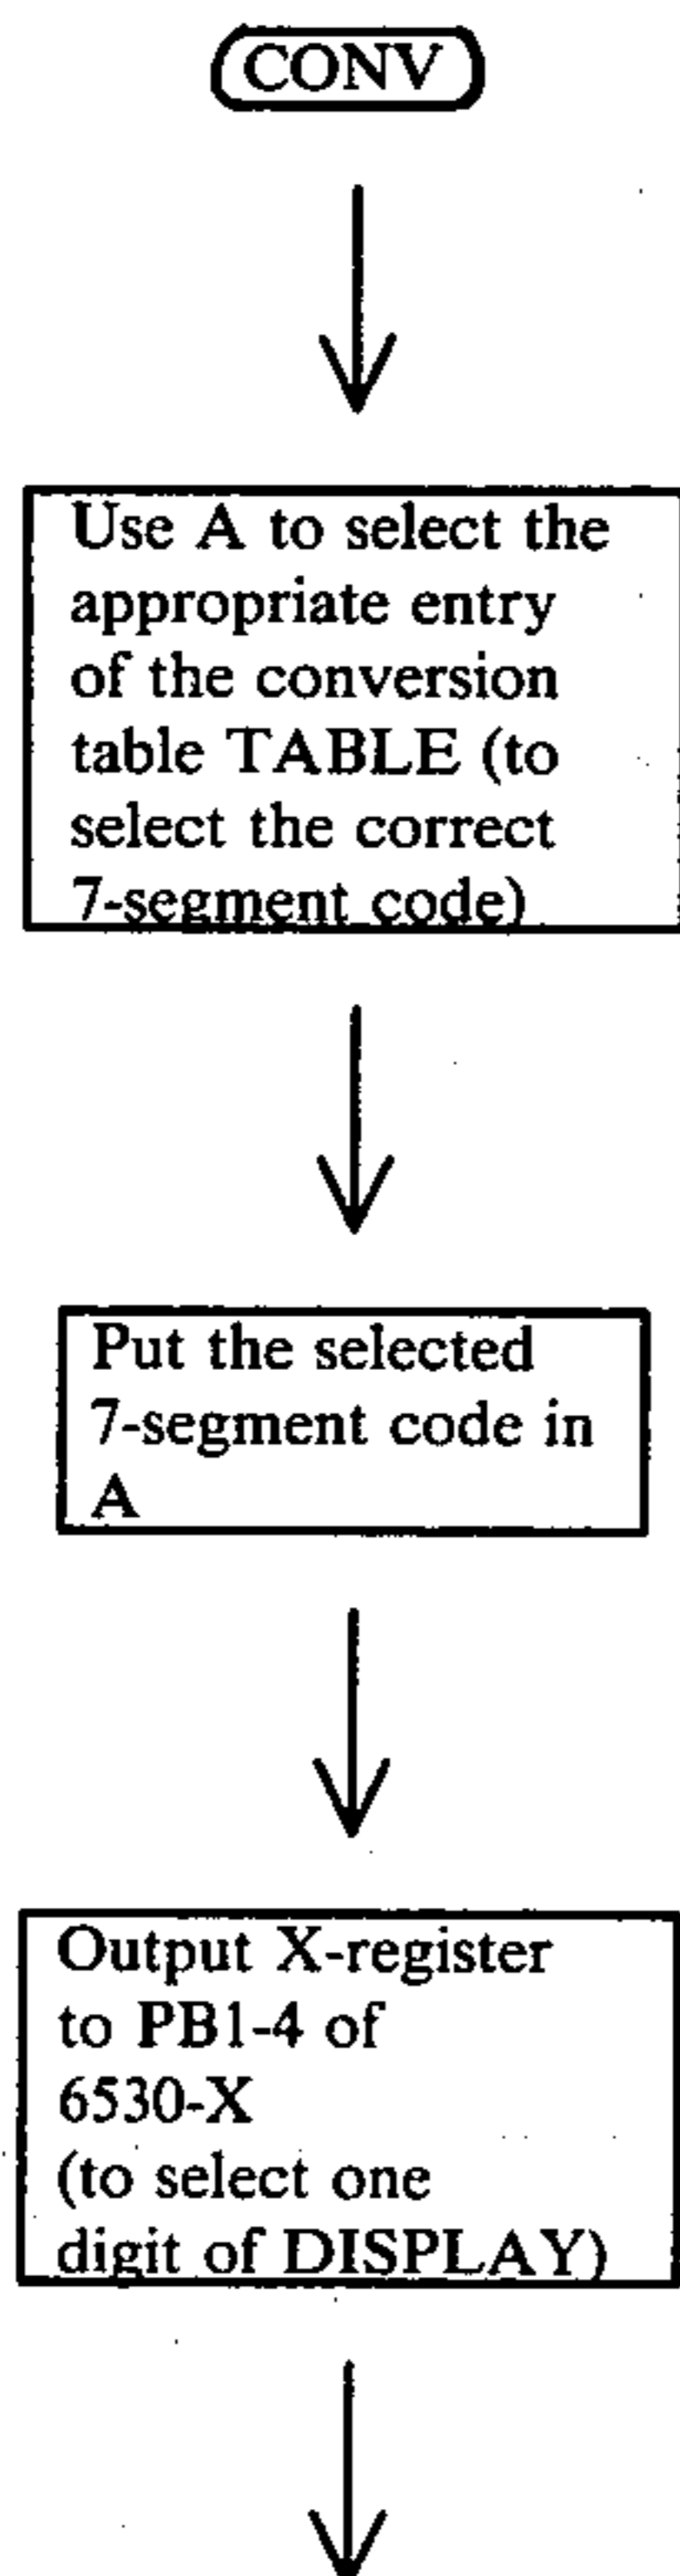 CONV
Use A to select the
appropriate entry
of the conversion
table TABLE (to
select the correct
7-segment code)
Put the selected
7-segment code in
A
Output X-register
to PB1-4 of
6530-X
(to select one
digit of DISPLAY)